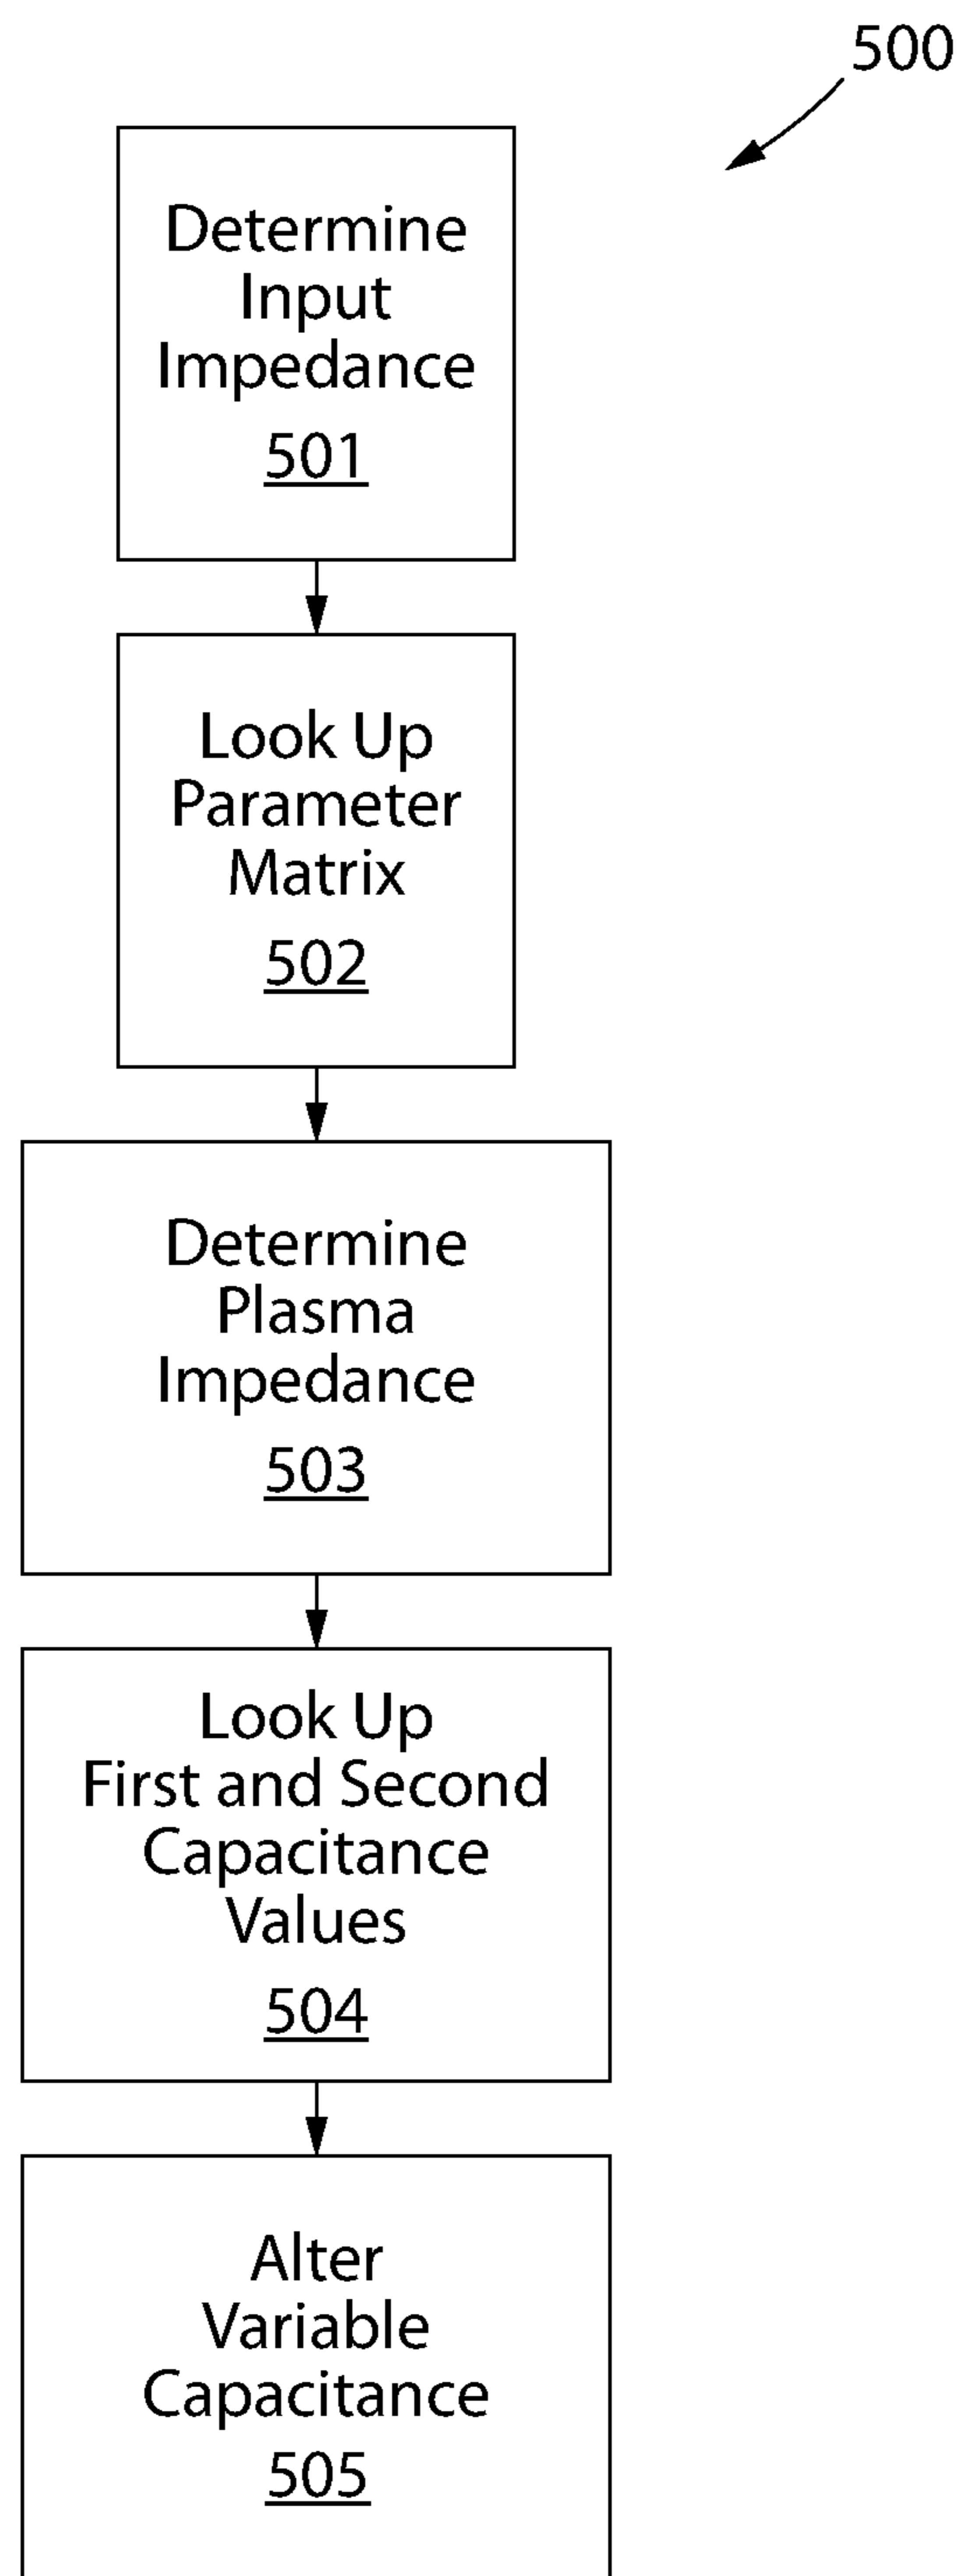 500
Determine
Input
Impedance
501
Look Up
Parameter
Matrix
502
Determine
Plasma
Impedance
503
Look Up
First and Second
Capacitance
Values
504
Alter
Variable
Capacitance
505